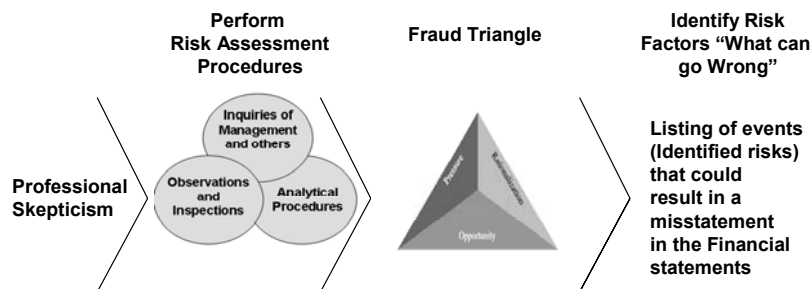 Perform
Risk Assessment
Procedures
Fraud Triangle
Identify Risk
Factors “What can
go Wrong”
Professional
Skepticism
Inquiries of
Management
and others
Observations
and
Inspections
Analytical
Procedures
Pressure
Rationalization
Opportunity
Listing of events
(Identified risks)
that could
result in a
misstatement
in the Financial
statements